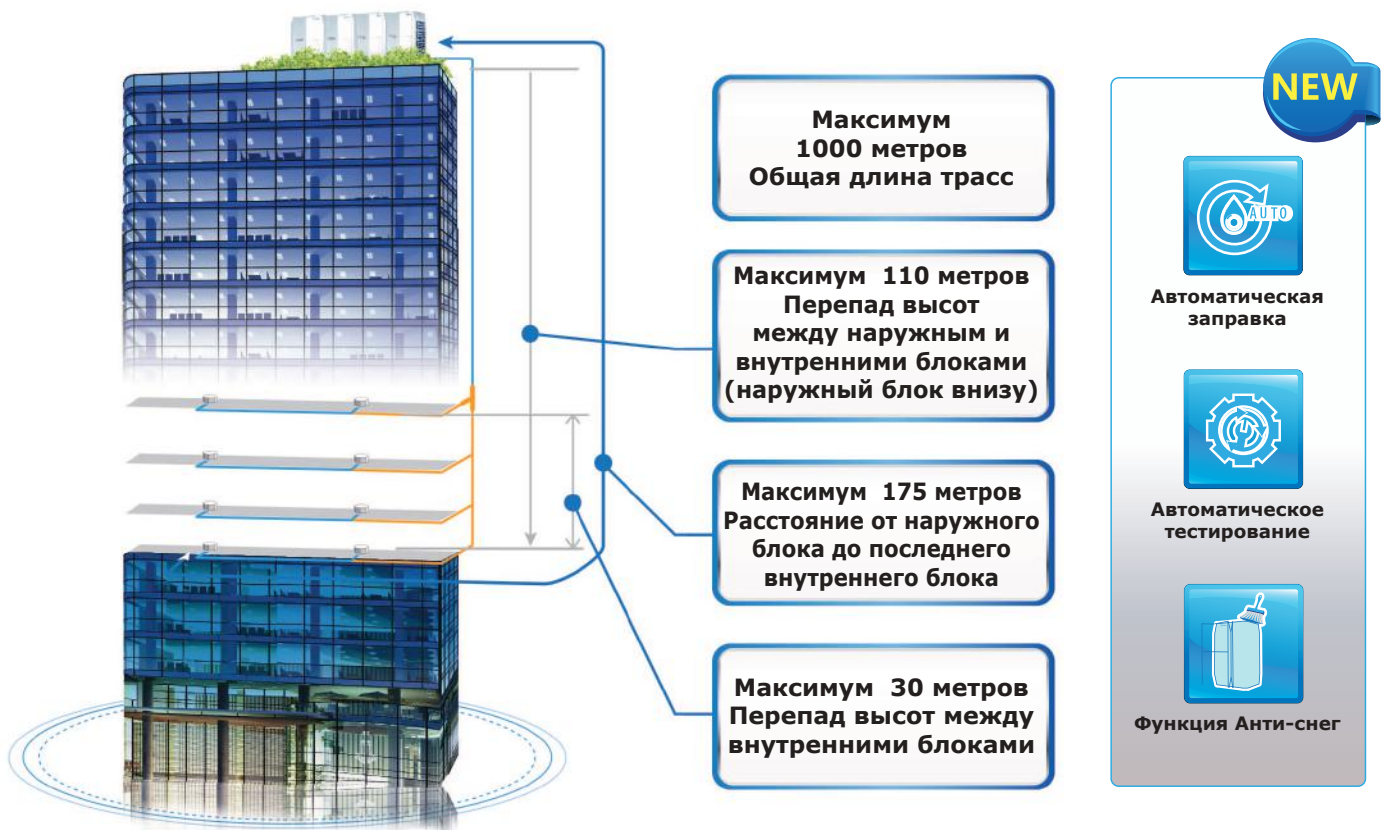 Максимум
1000 метров
Общая длина трасс
Максимум 110 метров
Перепад высот
между наружным и
внутренними блоками
(наружный блок внизу)
Максимум 175 метров
Расстояние от наружного
блока до последнего
внутреннего блока
Максимум 30 метров
Перепад высот между
внутренними блоками
NEW
AUTO
Автоматическая
заправка
Автоматическое
тестирование
Функция Анти-снег